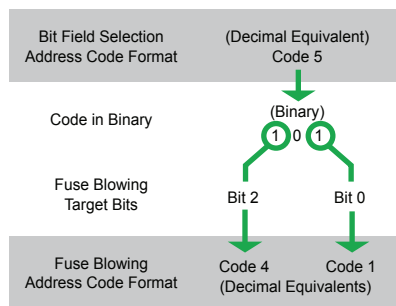 Bit Field Selection
Address Code Format
(Decimal Equivalent)
Code 5
Code in Binary
(Binary)
1 0 1
Fuse Blowing
Target Bits
Bit 2
Bit 0
Fuse Blowing
Address Code Format
Code 4
Code 1
(Decimal Equivalents)